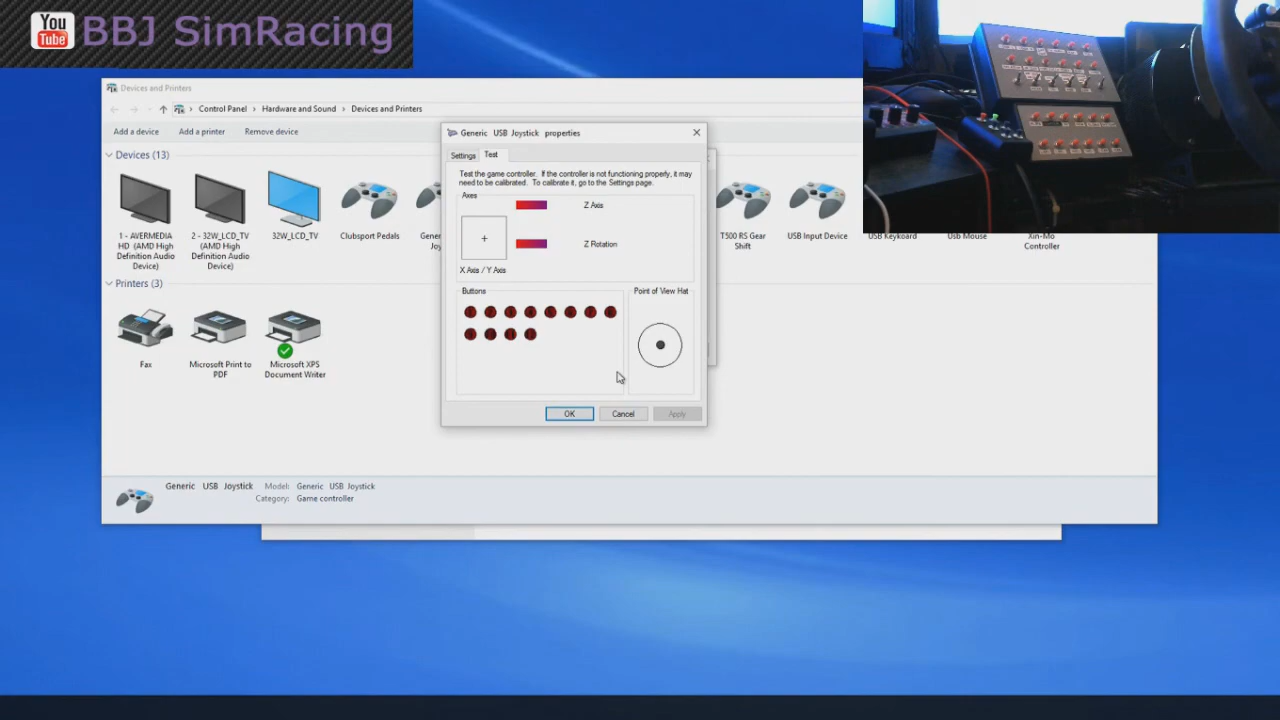 You
Tube
BBJ SimRacing
Devices and Printers
Control Panel
Hardware and Sound
Devices and Printers
Add a device
Add a printer
Remove device
Devices (13)
1 - AVERMEDIA
HD (AMD High
Definition Audio
Device)
2 - 32W_LCD_TV
(AMD High
Definition Audio
Device)
32W_LCD_TV
Clubsport Pedals
Gener
Joy
T500 RS Gear
Shift
USB Input Device
USB Keyboard
Usb Mouse
Xin-Mo
Controller
Printers (3)
Fax
Microsoft Print to
PDF
Microsoft XPS
Document Writer
Generic USB Joystick properties
Settings
Test
Test the game controller. If the controller is not functioning properly, it may
need to be calibrated. To calibrate it, go to the Settings page.
Axes
Z Axis
Z Rotation
X Axis / Y Axis
Buttons
Point of View Hat
OK
Cancel
Apply
Generic USB Joystick
Model: Generic USB Joystick
Category: Game controller